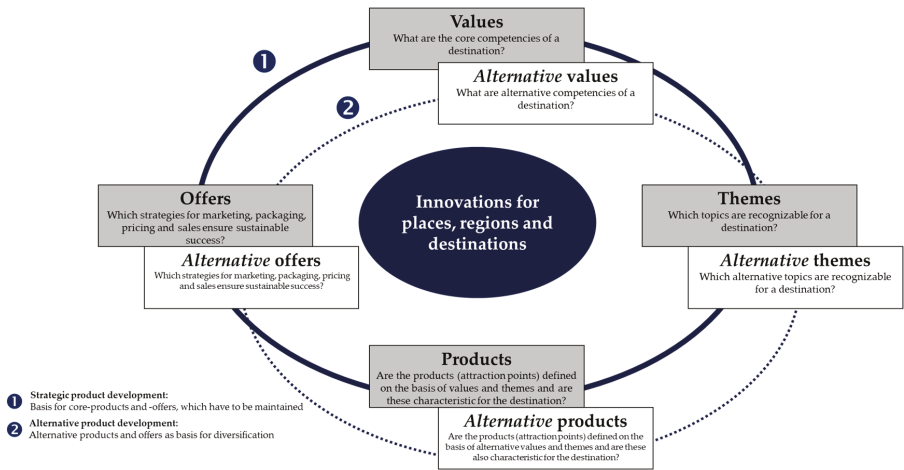 Values
What are the core competencies of a
destination?
Alternative values
What are alternative competencies of a
destination?
1
2
Offers
Which strategies for marketing, packaging,
pricing and sales ensure sustainable
success?
Alternative offers
Which strategies for marketing, packaging, pricing
and sales ensure sustainable success?
Innovations for
places, regions and
destinations
Themes
Which topics are recognizable for a
destination?
Alternative themes
Which alternative topics are recognizable
for a destination?
Products
Are the products (attraction points) defined
on the basis of values and themes and are
these characteristic for the destination?
Alternative products
Are the products (attraction points) defined on the
basis of alternative values and themes and are these
also characteristic for the destination?
1 Strategic product development:
Basis for core-products and -offers, which have to be maintained
2 Alternative product development:
Alternative products and offers as basis for diversification